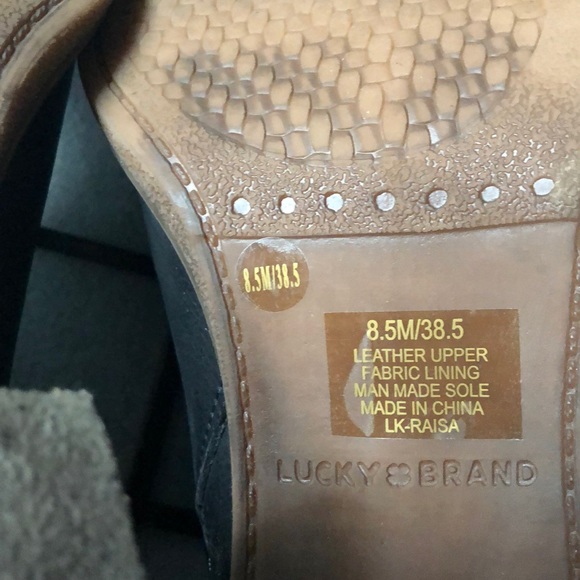 8.5M/38.5
8.5M/38.5
LEATHER UPPER
FABRIC LINING
MAN MADE SOLE
MADE IN CHINA
LK-RAISA
LUCKY BRAND